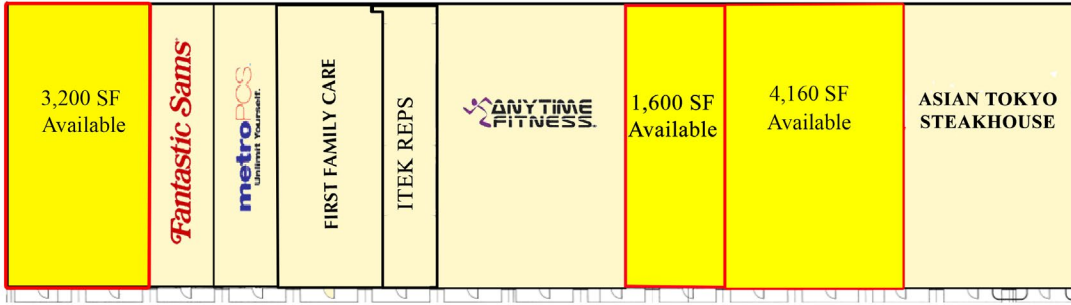 3,200 SF
Available
Fantastic Sams
metroPCS.
Unlimit Yourself.
FIRST FAMILY CARE
ITEK REPS
ANYTIME
FITNESS.
1,600 SF
Available
4,160 SF
Available
ASIAN TOKYO
STEAKHOUSE